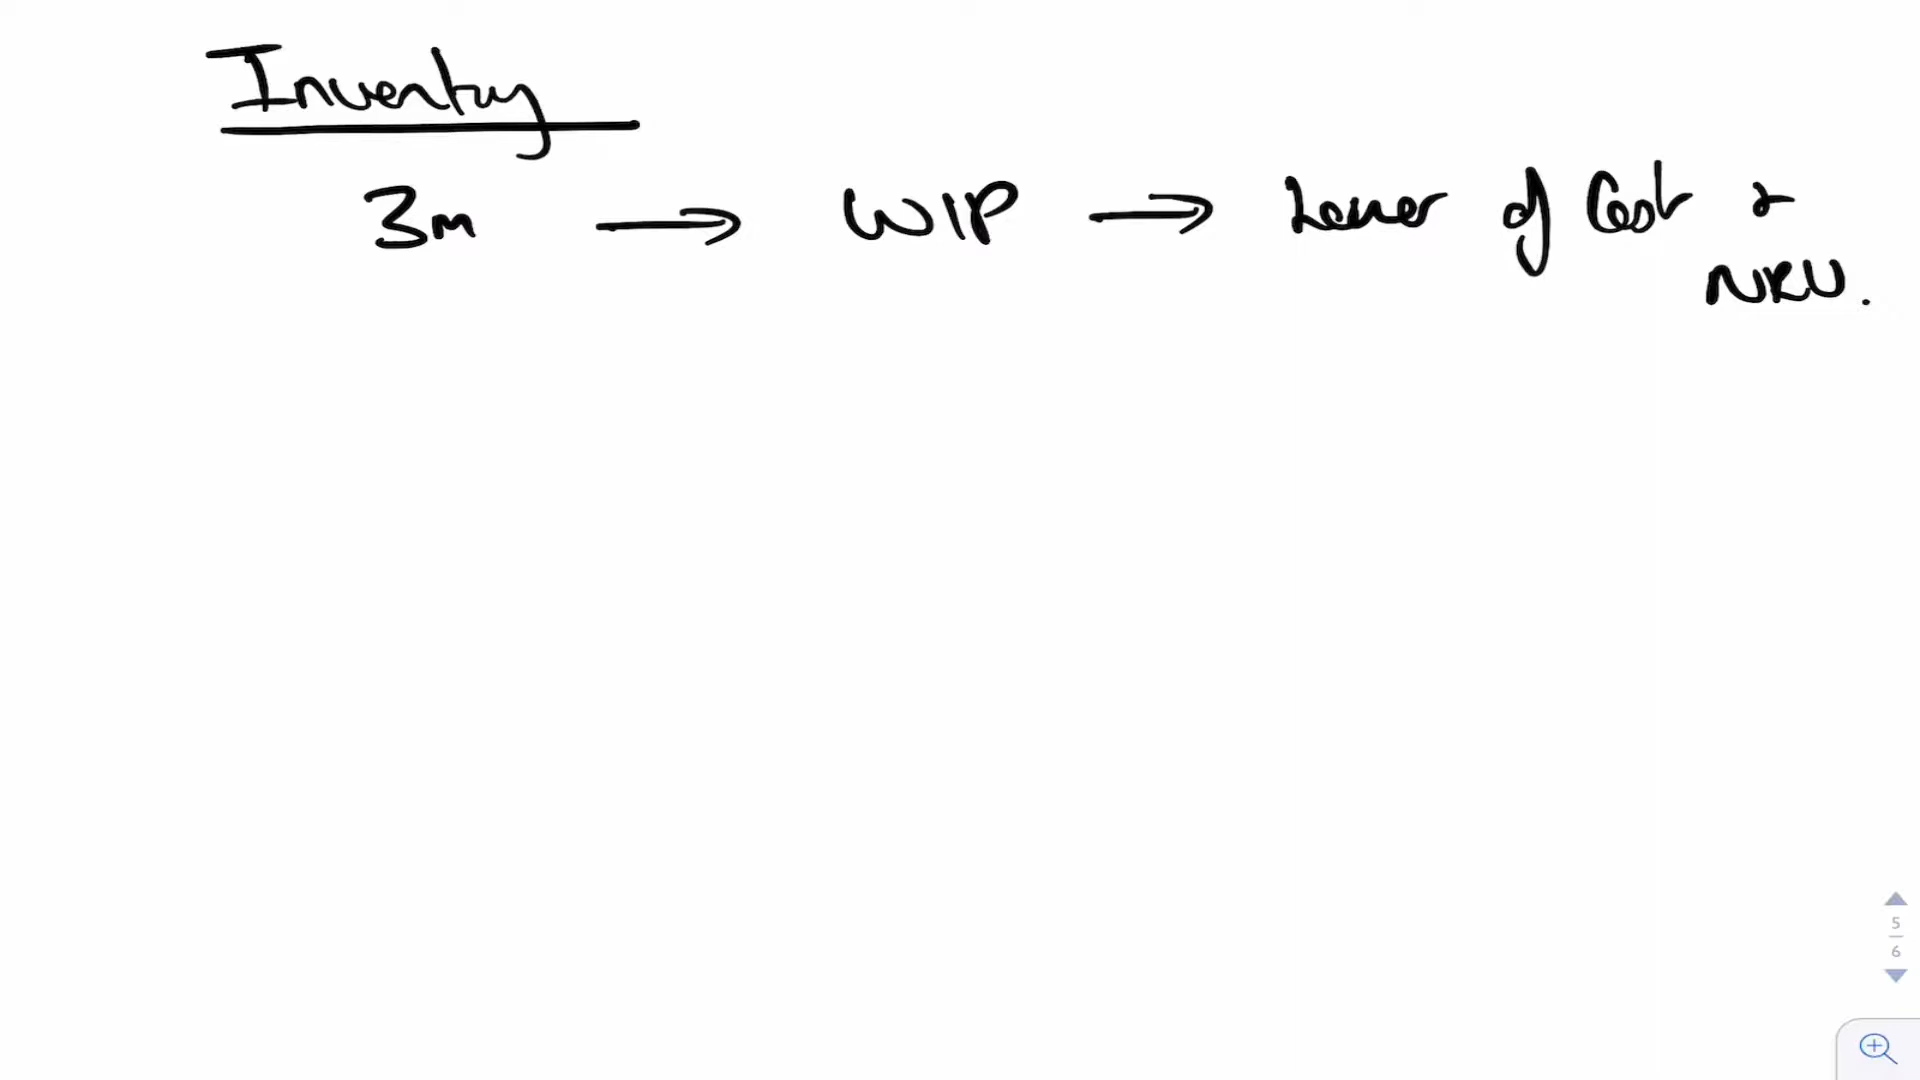 Inventory
3m → WIP → Lower of Cost &
NRV.
5
6